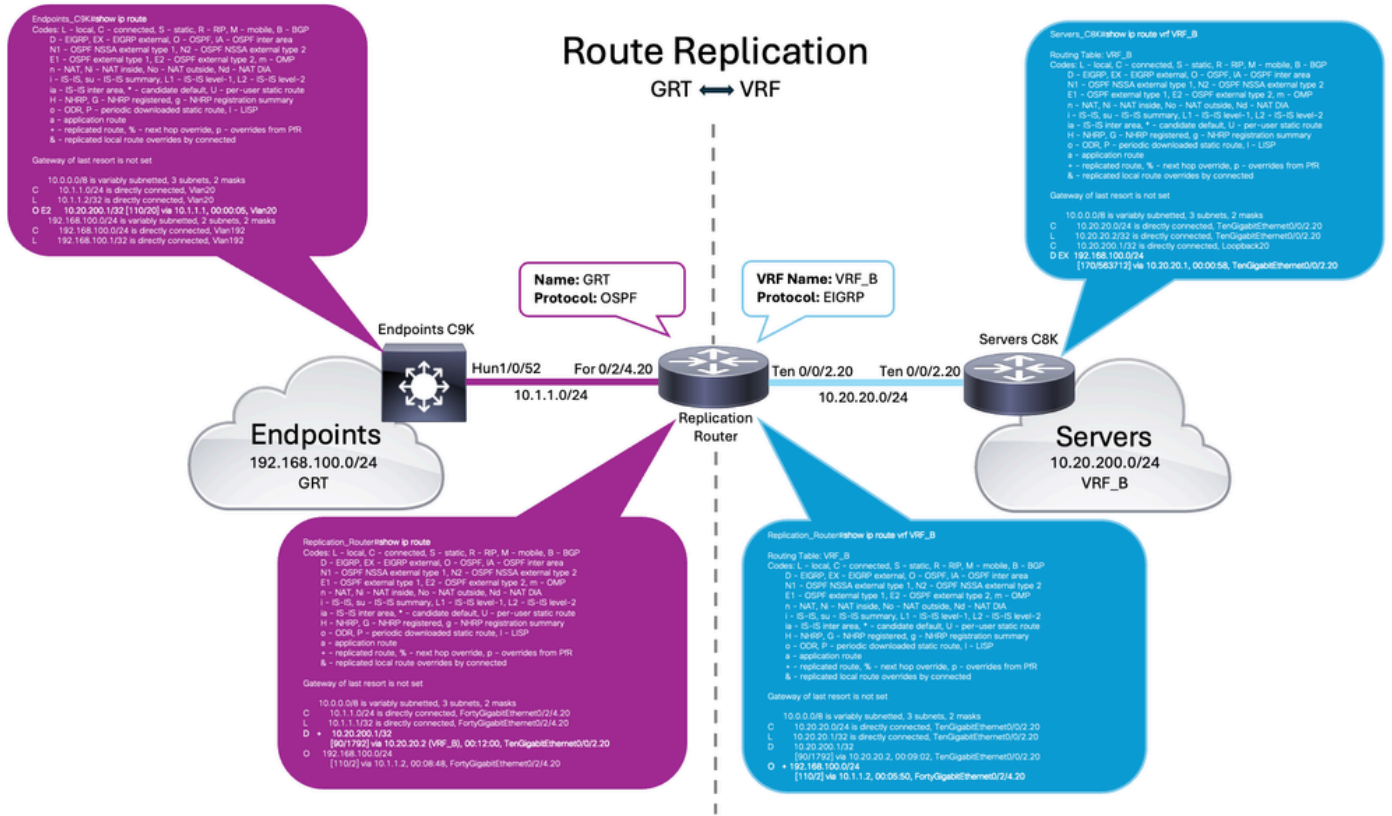 Route Replication
GRT ⟷ VRF
Endpoints_C9K#show ip route
Codes: L - local, C - connected, S - static, R - RIP, M - mobile, B - BGP
D - EIGRP, EX - EIGRP external, O - OSPF, IA - OSPF inter area
N1 - OSPF NSSA external type 1, N2 - OSPF NSSA external type 2
E1 - OSPF external type 1, E2 - OSPF external type 2, m - OMP
n - NAT, Ni - NAT inside, No - NAT outside, Nd - NAT DIA
i - IS-IS, su - IS-IS summary, L1 - IS-IS level-1, L2 - IS-IS level-2
ia - IS-IS inter area, * - candidate default, U - per-user static route
H - NHRP, G - NHRP registered, g - NHRP registration summary
o - ODR, P - periodic downloaded static route, l - LISP
a - application route
+ - replicated route, % - next hop override, p - overrides from PfR
& - replicated local route overrides by connected
Gateway of last resort is not set
10.0.0.0/8 is variably subnetted, 3 subnets, 2 masks
C 10.1.1.0/24 is directly connected, Vlan20
L 10.1.1.2/32 is directly connected, Vlan20
O E2 10.20.200.1/32 [110/20] via 10.1.1.1, 00:00:05, Vlan20
192.168.100.0/24 is variably subnetted, 2 subnets, 2 masks
C 192.168.100.0/24 is directly connected, Vlan192
L 192.168.100.1/32 is directly connected, Vlan192
Servers_C8K#show ip route vrf VRF_B
Routing Table: VRF_B
Codes: L - local, C - connected, S - static, R - RIP, M - mobile, B - BGP
D - EIGRP, EX - EIGRP external, O - OSPF, IA - OSPF inter area
N1 - OSPF NSSA external type 1, N2 - OSPF NSSA external type 2
E1 - OSPF external type 1, E2 - OSPF external type 2, m - OMP
n - NAT, Ni - NAT inside, No - NAT outside, Nd - NAT DIA
i - IS-IS, su - IS-IS summary, L1 - IS-IS level-1, L2 - IS-IS level-2
ia - IS-IS inter area, * - candidate default, U - per-user static route
H - NHRP, G - NHRP registered, g - NHRP registration summary
o - ODR, P - periodic downloaded static route, l - LISP
a - application route
+ - replicated route, % - next hop override, p - overrides from PfR
& - replicated local route overrides by connected
Gateway of last resort is not set
10.0.0.0/8 is variably subnetted, 3 subnets, 2 masks
C 10.20.20.0/24 is directly connected, TenGigabitEthernet0/0/2.20
L 10.20.20.2/32 is directly connected, TenGigabitEthernet0/0/2.20
C 10.20.200.1/32 is directly connected, Loopback20
D EX 192.168.100.0/24
[170/563712] via 10.20.20.1, 00:00:58, TenGigabitEthernet0/0/2.20
Name: GRT
Protocol: OSPF
VRF Name: VRF_B
Protocol: EIGRP
Endpoints C9K
Servers C8K
Hun1/0/52
For 0/2/4.20
Ten 0/0/2.20
Ten 0/0/2.20
10.1.1.0/24
10.20.20.0/24
Replication
Router
Endpoints
192.168.100.0/24
GRT
Servers
10.20.200.0/24
VRF_B
Replication_Router#show ip route
Codes: L - local, C - connected, S - static, R - RIP, M - mobile, B - BGP
D - EIGRP, EX - EIGRP external, O - OSPF, IA - OSPF inter area
N1 - OSPF NSSA external type 1, N2 - OSPF NSSA external type 2
E1 - OSPF external type 1, E2 - OSPF external type 2, m - OMP
n - NAT, Ni - NAT inside, No - NAT outside, Nd - NAT DIA
i - IS-IS, su - IS-IS summary, L1 - IS-IS level-1, L2 - IS-IS level-2
ia - IS-IS inter area, * - candidate default, U - per-user static route
H - NHRP, G - NHRP registered, g - NHRP registration summary
o - ODR, P - periodic downloaded static route, l - LISP
a - application route
+ - replicated route, % - next hop override, p - overrides from PfR
& - replicated local route overrides by connected
Gateway of last resort is not set
10.0.0.0/8 is variably subnetted, 3 subnets, 2 masks
C 10.1.1.0/24 is directly connected, FortyGigabitEthernet0/2/4.20
L 10.1.1.1/32 is directly connected, FortyGigabitEthernet0/2/4.20
D + 10.20.200.1/32
[90/1792] via 10.20.20.2 (VRF_B), 00:12:00, TenGigabitEthernet0/0/2.20
O 192.168.100.0/24
[110/2] via 10.1.1.2, 00:08:48, FortyGigabitEthernet0/2/4.20
Replication_Router#show ip route vrf VRF_B
Routing Table: VRF_B
Codes: L - local, C - connected, S - static, R - RIP, M - mobile, B - BGP
D - EIGRP, EX - EIGRP external, O - OSPF, IA - OSPF inter area
N1 - OSPF NSSA external type 1, N2 - OSPF NSSA external type 2
E1 - OSPF external type 1, E2 - OSPF external type 2, m - OMP
n - NAT, Ni - NAT inside, No - NAT outside, Nd - NAT DIA
i - IS-IS, su - IS-IS summary, L1 - IS-IS level-1, L2 - IS-IS level-2
ia - IS-IS inter area, * - candidate default, U - per-user static route
H - NHRP, G - NHRP registered, g - NHRP registration summary
o - ODR, P - periodic downloaded static route, l - LISP
a - application route
+ - replicated route, % - next hop override, p - overrides from PfR
& - replicated local route overrides by connected
Gateway of last resort is not set
10.0.0.0/8 is variably subnetted, 3 subnets, 2 masks
C 10.20.20.0/24 is directly connected, TenGigabitEthernet0/0/2.20
L 10.20.20.1/32 is directly connected, TenGigabitEthernet0/0/2.20
D 10.20.200.1/32
[90/1792] via 10.20.20.2, 00:09:02, TenGigabitEthernet0/0/2.20
O + 192.168.100.0/24
[110/2] via 10.1.1.2, 00:05:50, FortyGigabitEthernet0/2/4.20